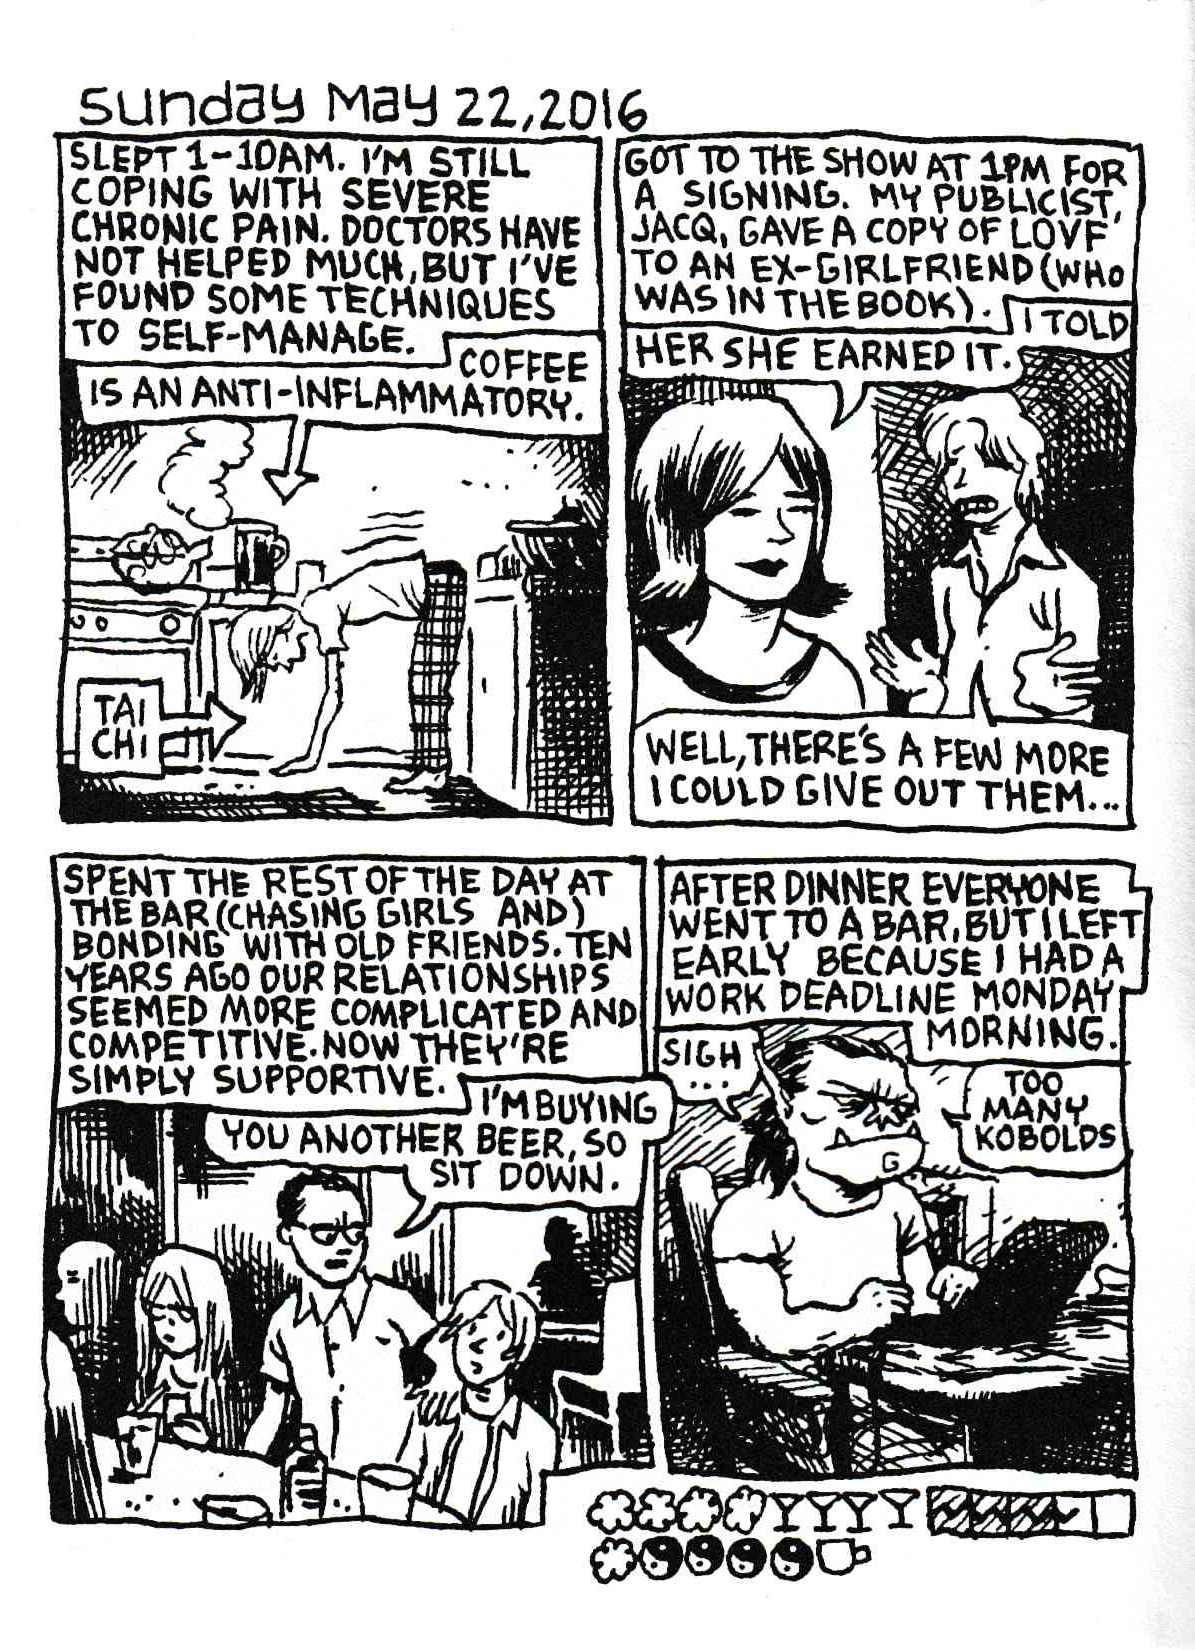 Sunday May 22, 2016
SLEPT 1-10AM. I'M STILL
COPING WITH SEVERE
CHRONIC PAIN. DOCTORS HAVE
NOT HELPED MUCH, BUT I'VE
FOUND SOME TECHNIQUES
TO SELF-MANAGE.
COFFEE
IS AN ANTI-INFLAMMATORY.
TAI
CHI
GOT TO THE SHOW AT 1PM FOR
A SIGNING. MY PUBLICIST,
JACQ, GAVE A COPY OF LOVF
TO AN EX-GIRLFRIEND (WHO
WAS IN THE BOOK).
I TOLD
HER SHE EARNED IT.
WELL, THERE'S A FEW MORE
I COULD GIVE OUT THEM...
SPENT THE REST OF THE DAY AT
THE BAR (CHASING GIRLS AND)
BONDING WITH OLD FRIENDS. TEN
YEARS AGO OUR RELATIONSHIPS
SEEMED MORE COMPLICATED AND
COMPETITIVE. NOW THEY'RE
SIMPLY SUPPORTIVE.
I'M BUYING
YOU ANOTHER BEER, SO
SIT DOWN.
AFTER DINNER EVERYONE
WENT TO A BAR, BUT I LEFT
EARLY BECAUSE I HAD A
WORK DEADLINE MONDAY
MORNING.
SIGH
...
TOO
MANY
KOBOLDS
G